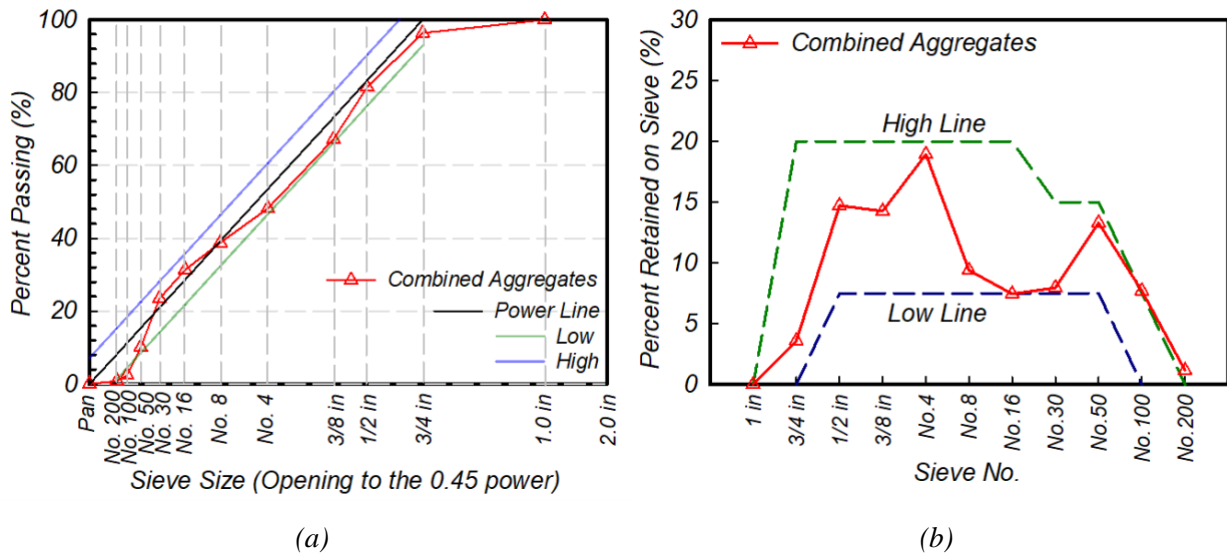 100
80
60
40
20
0
Percent Passing (%)
Combined Aggregates
Power Line
Low
High
Pan
No. 200
No. 100
No. 50
No. 30
No. 16
No. 8
No. 4
3/8 in
1/2 in
3/4 in
1.0 in
2.0 in
Sieve Size (Opening to the 0.45 power)
(a)
30
25
20
15
10
5
0
Percent Retained on Sieve (%)
Combined Aggregates
High Line
Low Line
1 in
3/4 in
1/2 in
3/8 in
No.4
No.8
No.16
No.30
No.50
No.100
No.200
Sieve No.
(b)